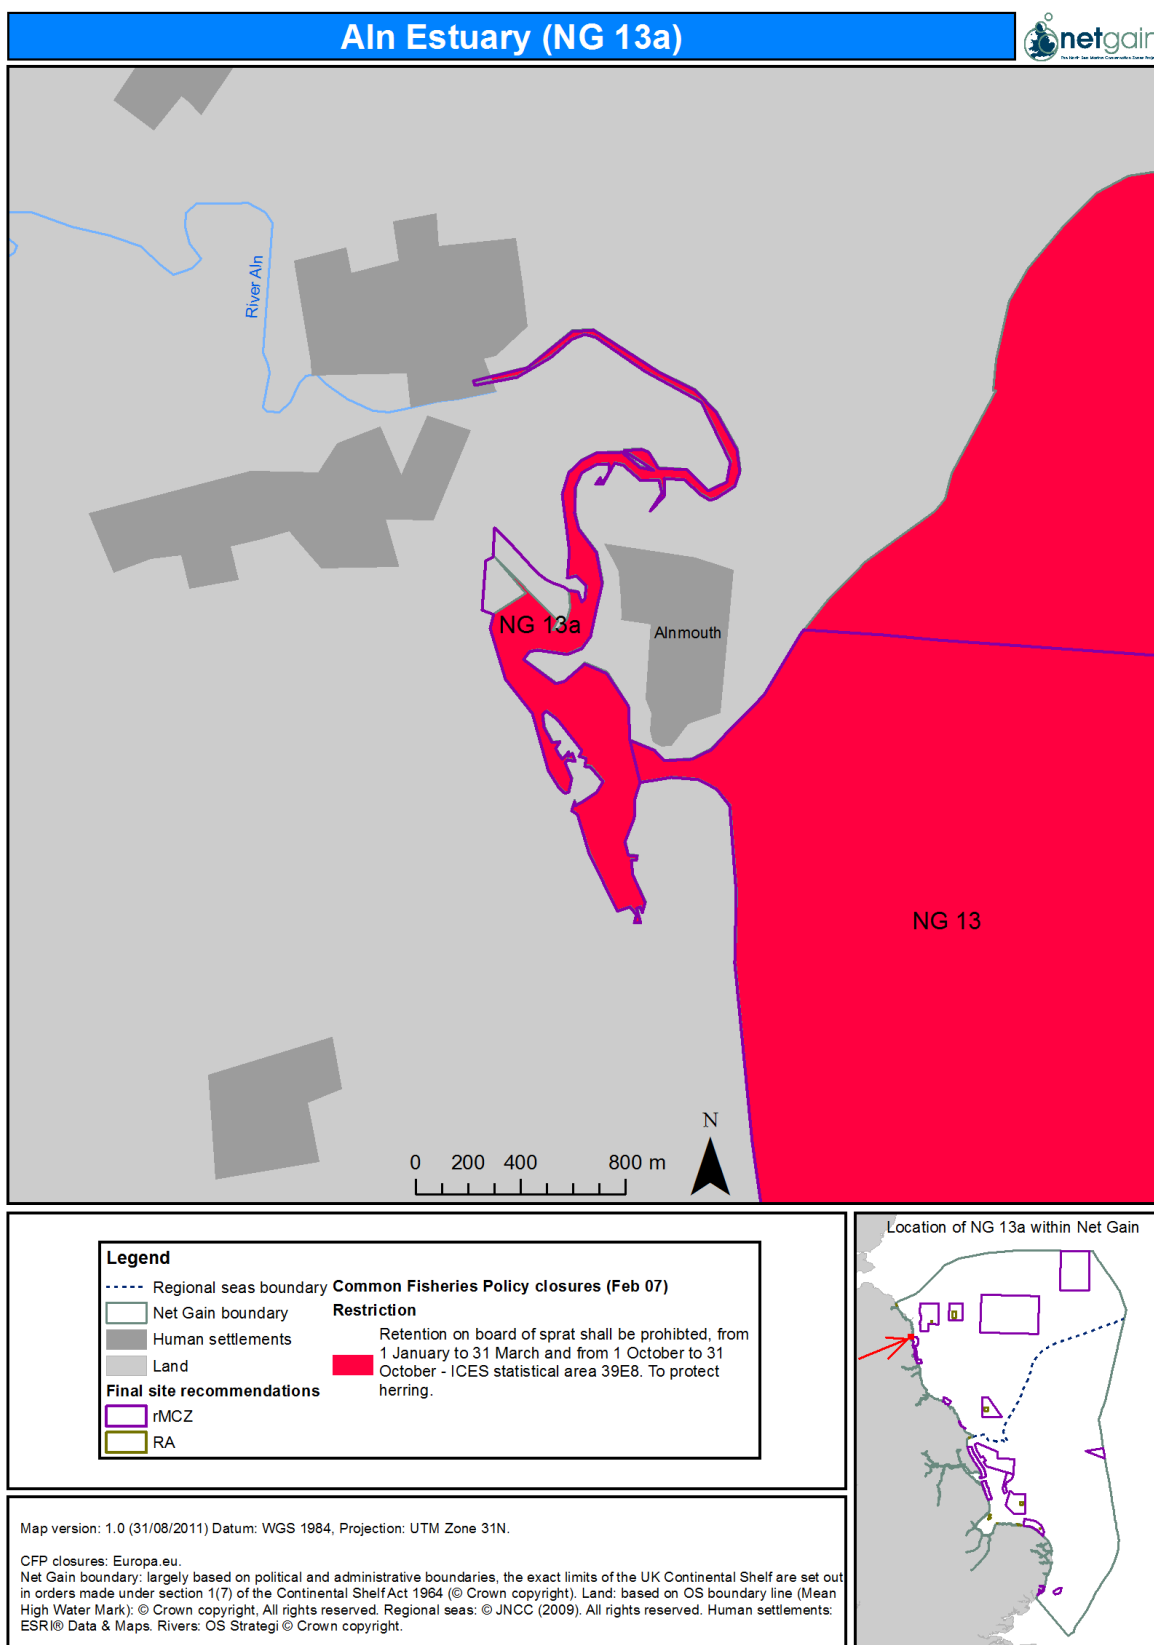 Aln Estuary (NG 13a)
netgain
The North Sea Marine Conservation Zones Project
River Aln
NG 13a
Alnmouth
NG 13
N
0 200 400 800 m
Location of NG 13a within Net Gain
Legend
Regional seas boundary
Net Gain boundary
Human settlements
Land
Final site recommendations
rMCZ
RA
Common Fisheries Policy closures (Feb 07)
Restriction
Retention on board of sprat shall be prohibted, from
1 January to 31 March and from 1 October to 31
October - ICES statistical area 39E8. To protect
herring.
Map version: 1.0 (31/08/2011) Datum: WGS 1984, Projection: UTM Zone 31N.
CFP closures: Europa.eu.
Net Gain boundary: largely based on political and administrative boundaries, the exact limits of the UK Continental Shelf are set out
in orders made under section 1(7) of the Continental Shelf Act 1964 (© Crown copyright). Land: based on OS boundary line (Mean
High Water Mark): © Crown copyright, All rights reserved. Regional seas: © JNCC (2009). All rights reserved. Human settlements:
ESRI® Data & Maps. Rivers: OS Strategi © Crown copyright.